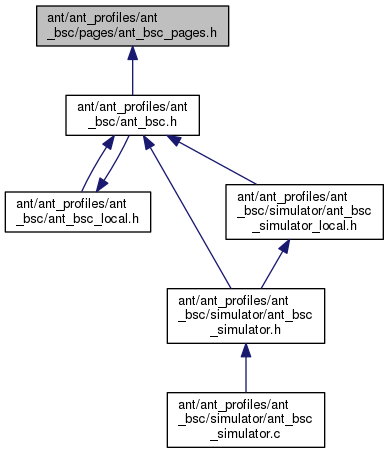 ant/ant_profiles/ant
_bsc/pages/ant_bsc_pages.h
ant/ant_profiles/ant
_bsc/ant_bsc.h
ant/ant_profiles/ant
_bsc/ant_bsc_local.h
ant/ant_profiles/ant
_bsc/simulator/ant_bsc
_simulator_local.h
ant/ant_profiles/ant
_bsc/simulator/ant_bsc
_simulator.h
ant/ant_profiles/ant
_bsc/simulator/ant_bsc
_simulator.c